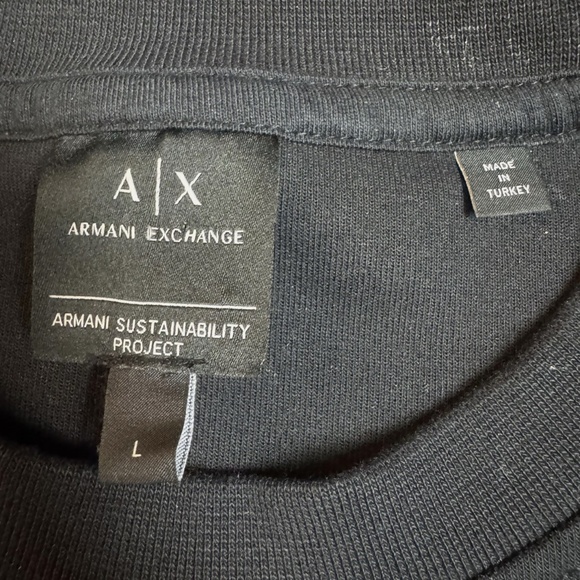 A|X
ARMANI EXCHANGE
ARMANI SUSTAINABILITY
PROJECT
L
MADE
IN
TURKEY